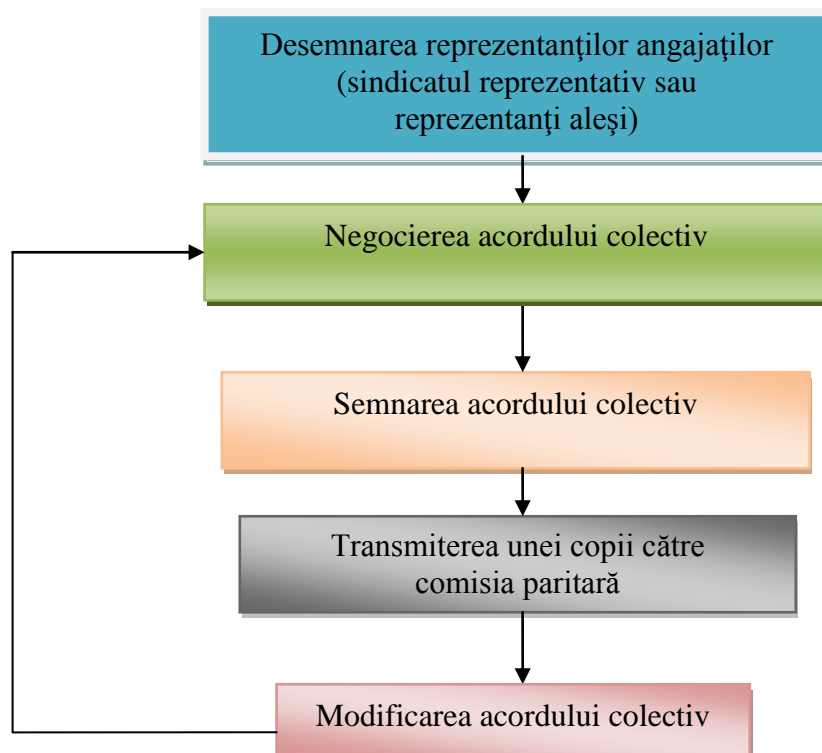 Desemnarea reprezentanţilor angajaţilor
(sindicatul reprezentativ sau
reprezentanţi aleşi)
Negocierea acordului colectiv
Semnarea acordului colectiv
Transmiterea unei copii către
comisia paritară
Modificarea acordului colectiv